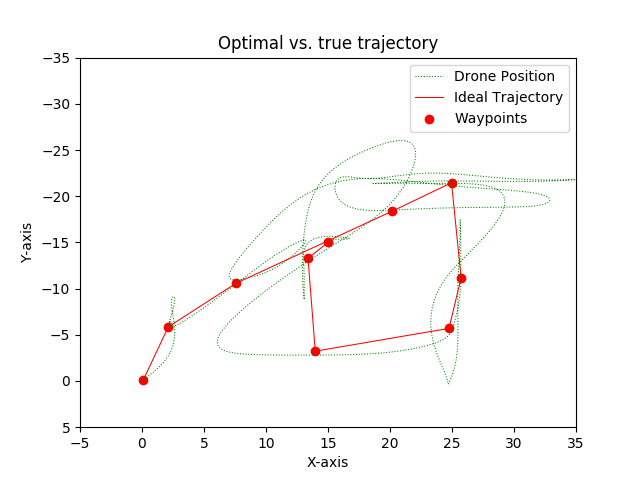 Optimal vs. true trajectory
Drone Position
Ideal Trajectory
Waypoints
Y-axis
−35
−30
−25
−20
−15
−10
−5
0
5
−5 0 5 10 15 20 25 30 35
X-axis